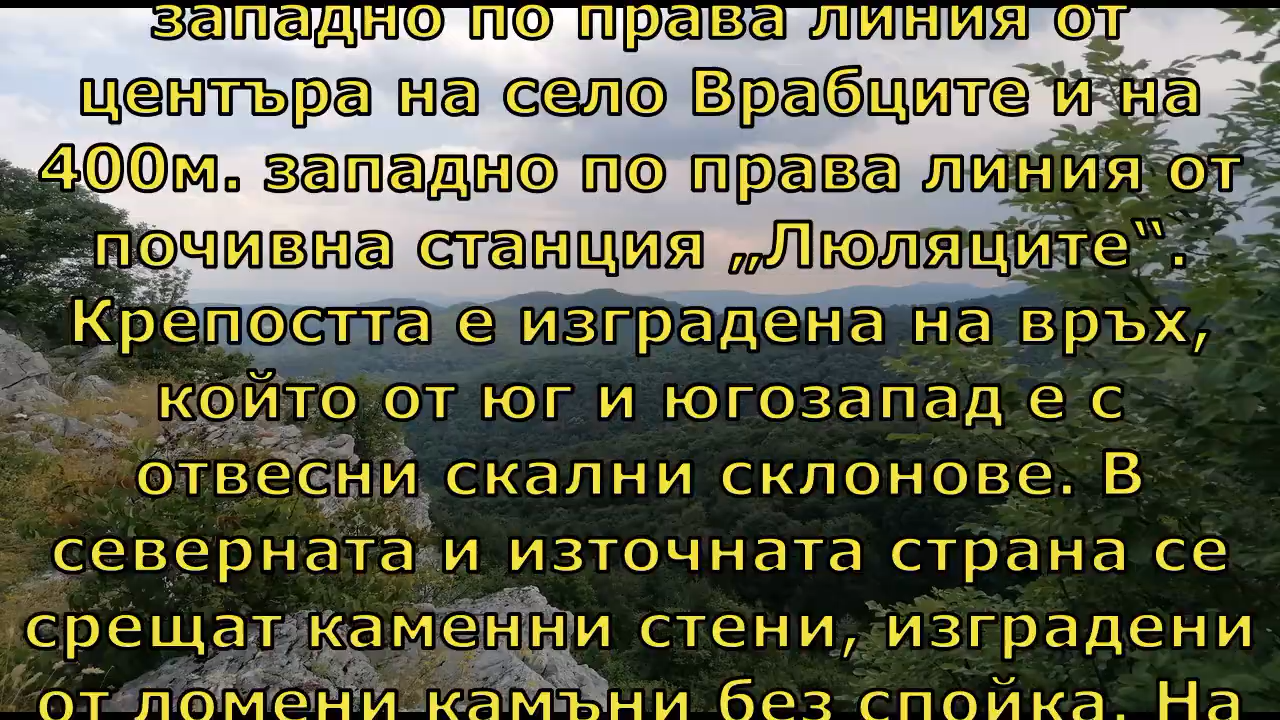 западно по права линия от
центъра на село Врабците и на
400м. западно по права линия от
почивна станция „Люляците“.
Крепостта е изградена на връх,
който от юг и югозапад е с
отвесни скални склонове. В
северната и източната страна се
срещат каменни стени, изградени
от ломени камъни без спойка. На